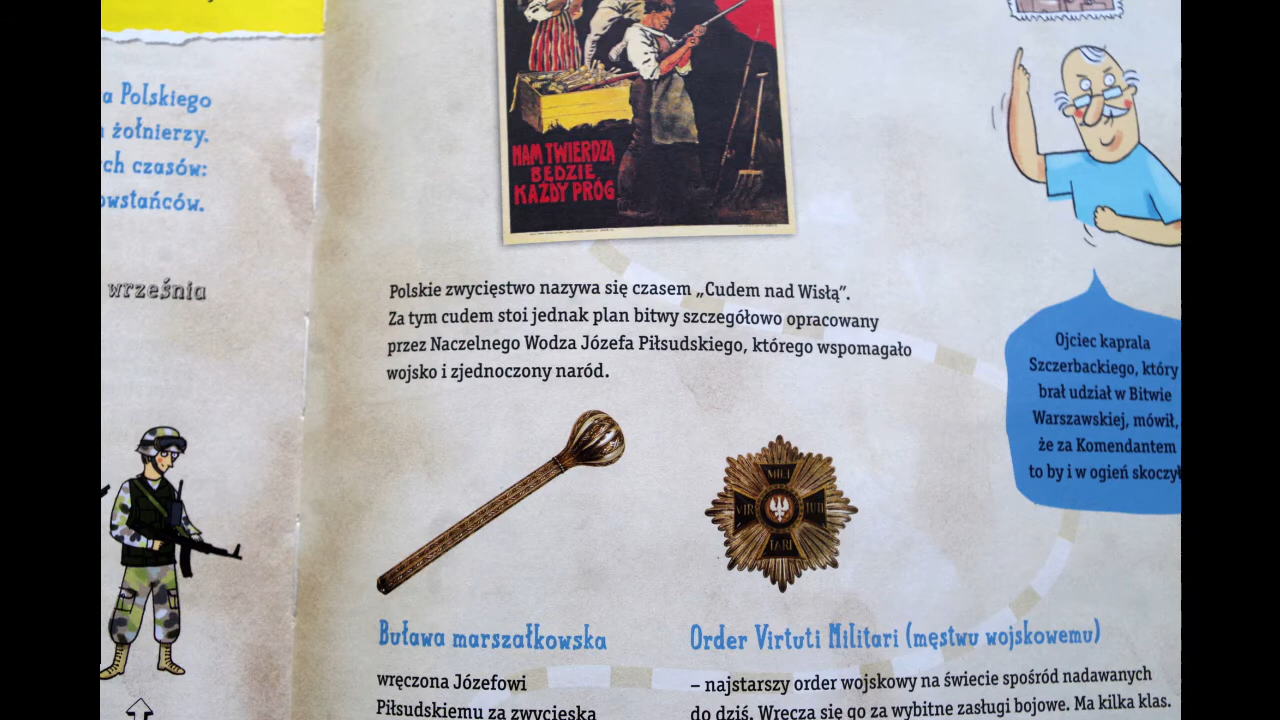 a Polskiego
żołnierzy.
ch czasów:
owstańców.
września
NAM TWIERDZĄ
BĘDZIE
KAŻDY PRÓG
Polskie zwycięstwo nazywa się czasem „Cudem nad Wisłą”.
Za tym cudem stoi jednak plan bitwy szczegółowo opracowany
przez Naczelnego Wodza Józefa Piłsudskiego, którego wspomagało
wojsko i zjednoczony naród.
Ojciec kaprala
Szczerbackiego, który
brał udział w Bitwie
Warszawskiej, mówił,
że za Komendantem
to by i w ogień skoczył
MILI
VIR TUTI
TARI
Buława marszałkowska
wręczona Józefowi
Piłsudskiemu za zwycięską
Order Virtuti Militari (męstwu wojskowemu)
– najstarszy order wojskowy na świecie spośród nadawanych
do dziś. Wręcza się go za wybitne zasługi bojowe. Ma kilka klas.